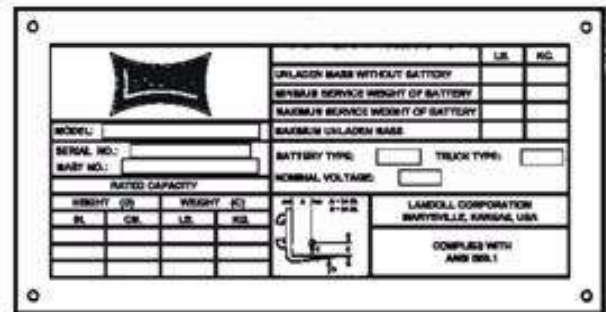 LB. KG.
UNLADEN MASS WITHOUT BATTERY
MINIMUM SERVICE WEIGHT OF BATTERY
MAXIMUM SERVICE WEIGHT OF BATTERY
MODEL: MAXIMUM UNLADEN MASS
SERIAL NO.: BATTERY TYPE: TRUCK TYPE:
MAST NO.:
NOMINAL VOLTAGE:
RATED CAPACITY
HEIGHT (D) WEIGHT (C)
IN. CM. LB. KG.
LANDOLL CORPORATION
MARYSVILLE, KANSAS, USA
COMPLIES WITH
ANSI